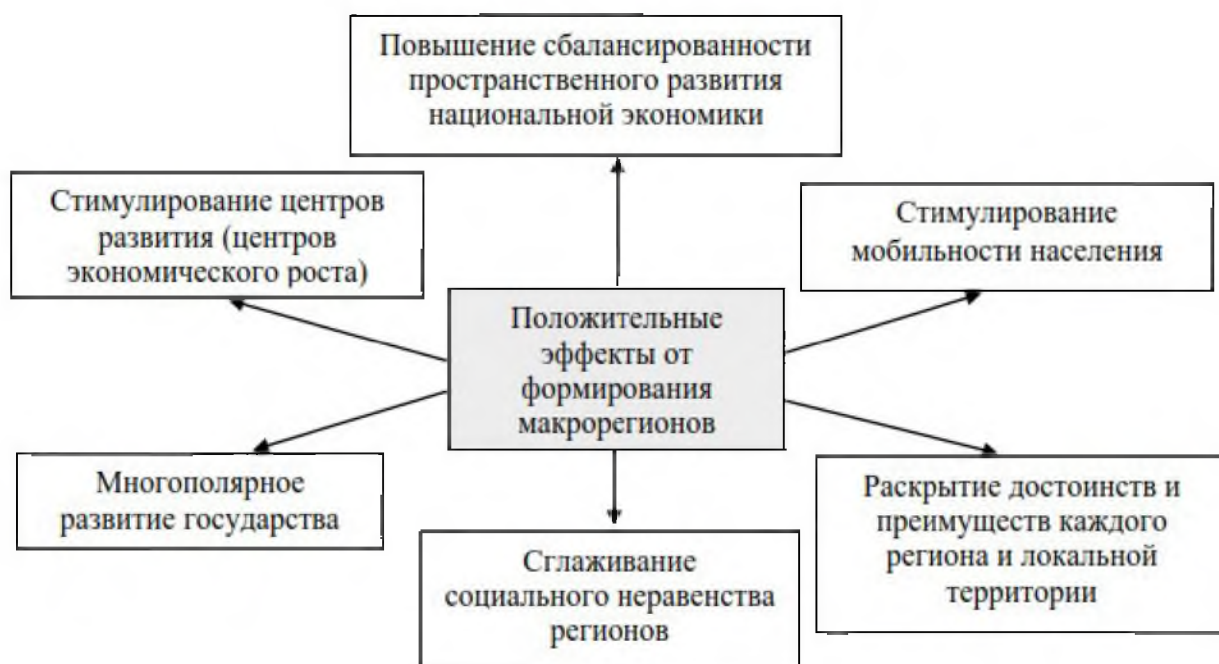 Повышение сбалансированности
пространственного развития
национальной экономики
Стимулирование центров
развития (центров
экономического роста)
Стимулирование
мобильности населения
Положительные
эффекты от
формирования
макрорегионов
Многополярное
развитие государства
Раскрытие достоинств и
преимуществ каждого
региона и локальной
территории
Сглаживание
социального неравенства
регионов